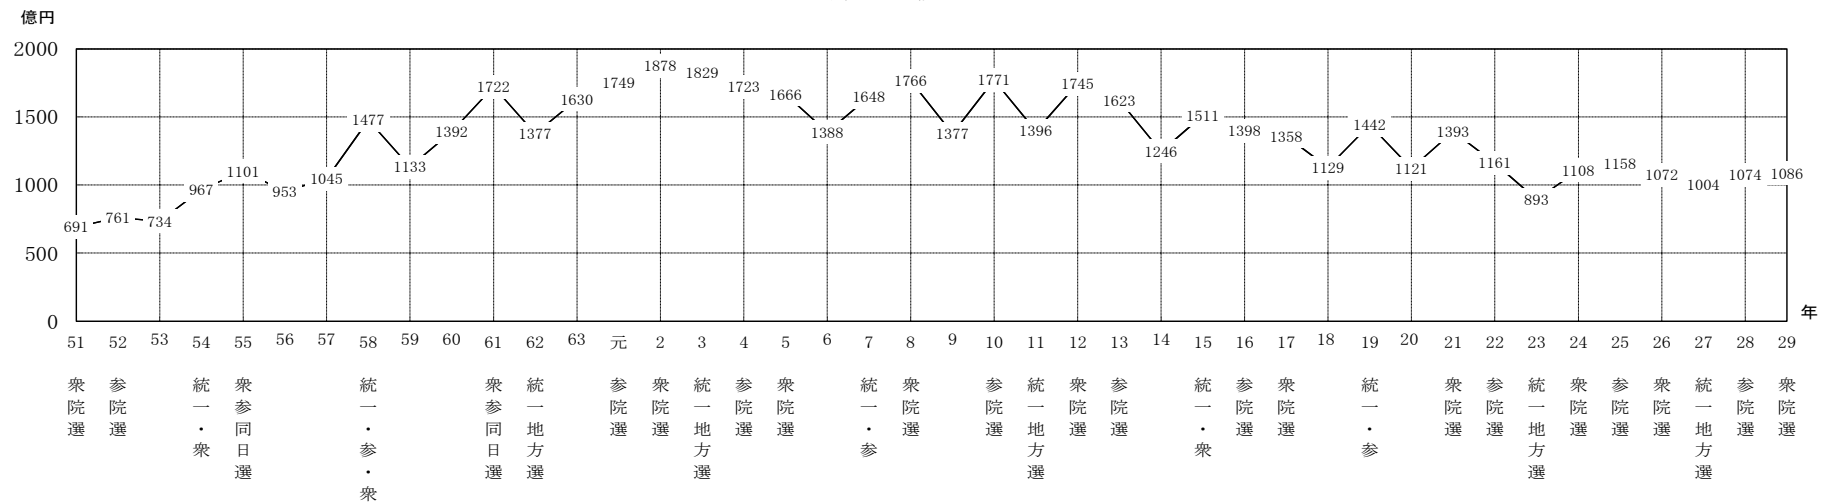 億円
2000
1500
1000
500
0
691 761 734 967 1101 953 1045 1477 1133 1392 1722 1377 1630 1749 1878 1829 1723 1666 1388 1648 1766 1377 1771 1396 1745 1623 1246 1511 1398 1358 1129 1442 1121 1393 1161 893 1108 1158 1072 1004 1074 1086
年
51 52 53 54 55 56 57 58 59 60 61 62 63 元 2 3 4 5 6 7 8 9 10 11 12 13 14 15 16 17 18 19 20 21 22 23 24 25 26 27 28 29
衆院選
参院選
統一・衆
衆参同日選
統一・参・衆
衆参同日選
統一地方選
参院選
衆院選
統一地方選
参院選
衆院選
統一・参
衆院選
参院選
統一地方選
衆院選
参院選
統一・衆
参院選
衆院選
統一・参
衆院選
参院選
統一地方選
衆院選
参院選
衆院選
統一地方選
参院選
衆院選